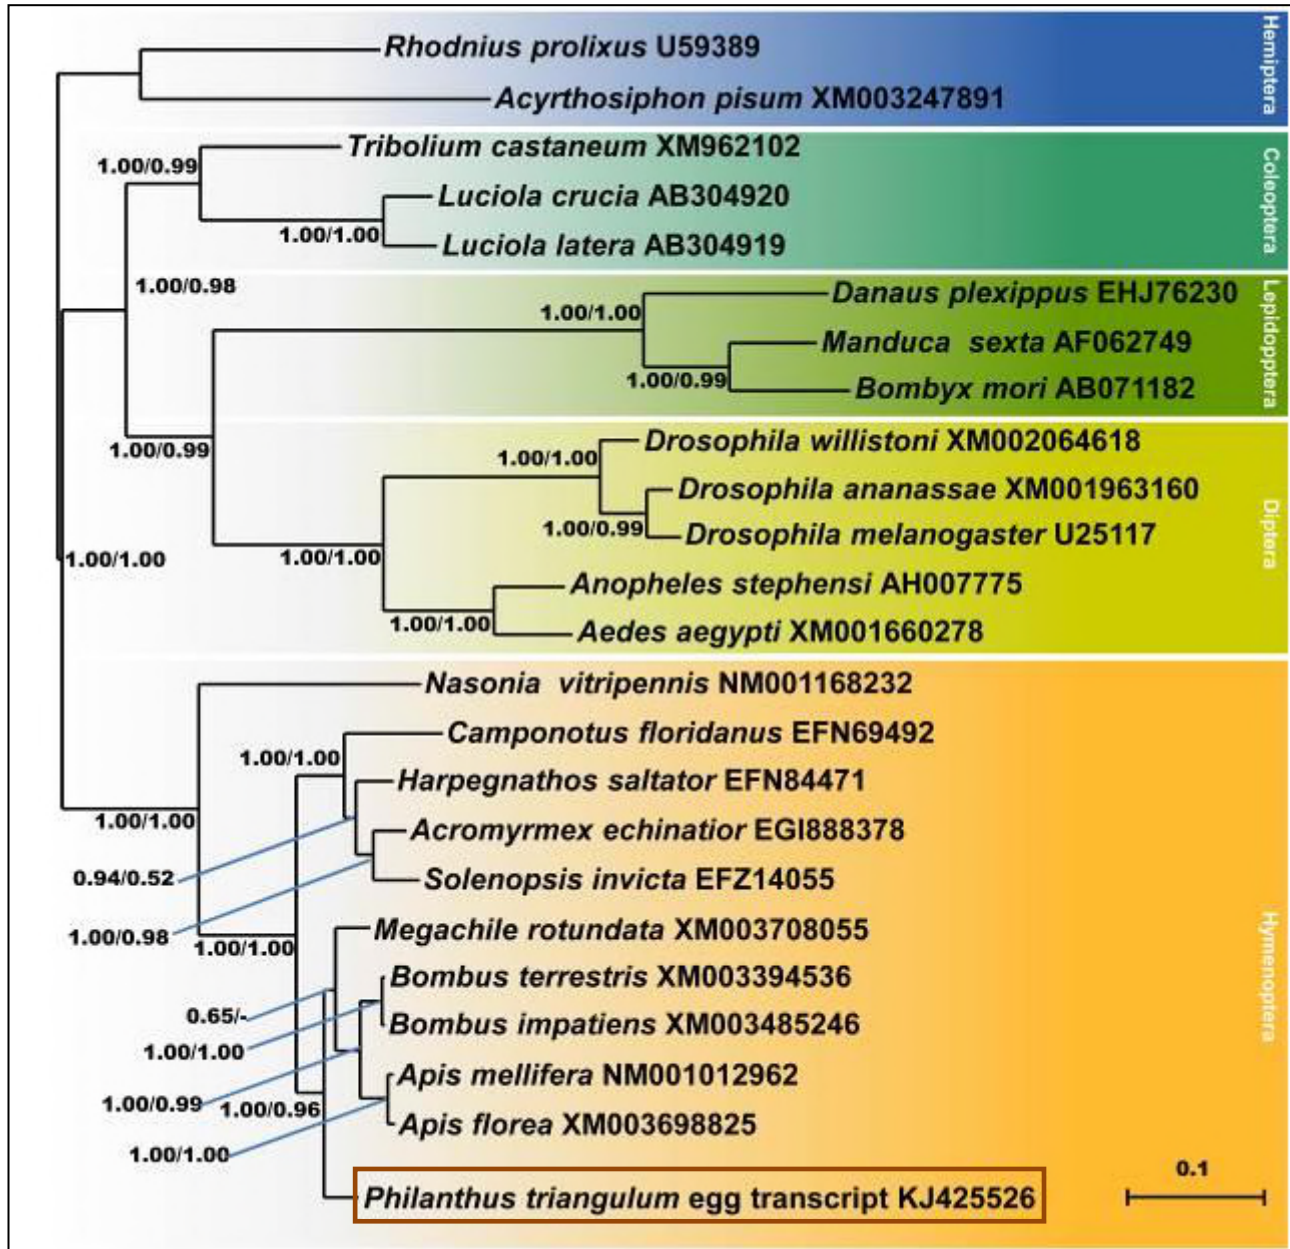 Rhodnius prolixus U59389
Hemiptera
Acyrthosiphon pisum XM003247891
Tribolium castaneum XM962102
1.00/0.99
Coleoptera
Luciola crucia AB304920
1.00/1.00
Luciola latera AB304919
1.00/0.98
Danaus plexippus EHJ76230
Lepidopptera
1.00/1.00
Manduca sexta AF062749
1.00/0.99
Bombyx mori AB071182
1.00/0.99
Drosophila willistoni XM002064618
1.00/1.00
Drosophila ananassae XM001963160
Diptera
1.00/0.99
Drosophila melanogaster U25117
1.00/1.00
1.00/1.00
Anopheles stephensi AH007775
1.00/1.00
Aedes aegypti XM001660278
Nasonia vitripennis NM001168232
Camponotus floridanus EFN69492
1.00/1.00
Harpegnathos saltator EFN84471
1.00/1.00
Acromyrmex echinatior EGI888378
0.94/0.52
Solenopsis invicta EFZ14055
1.00/0.98
1.00/1.00
Megachile rotundata XM003708055
Hymenoptera
Bombus terrestris XM003394536
0.65/-
Bombus impatiens XM003485246
1.00/1.00
Apis mellifera NM001012962
1.00/0.99
1.00/0.96
Apis florea XM003698825
1.00/1.00
0.1
Philanthus triangulum egg transcript KJ425526